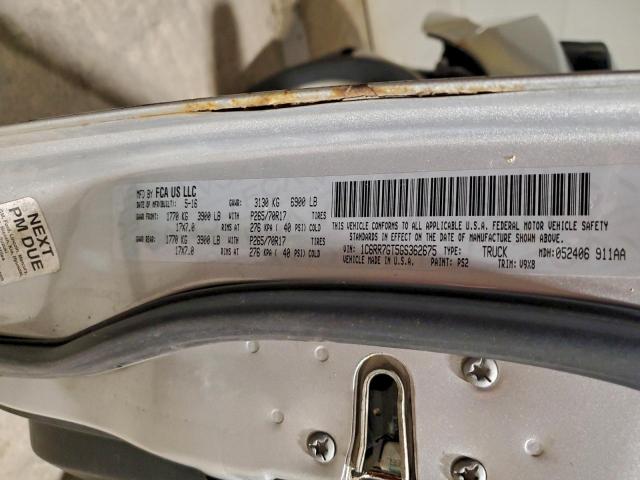 MFD BY FCA US LLC
DATE OF MFR/BUILT: 5-16 GVWR: 3130 KG 6900 LB
GAWR FRONT: 1770 KG 3900 LB WITH P265/70R17 TIRES
17X7.0 RIMS AT 276 KPA ( 40 PSI) COLD
GAWR REAR: 1770 KG 3900 LB WITH P265/70R17 TIRES
17X7.0 RIMS AT 276 KPA ( 40 PSI) COLD
THIS VEHICLE CONFORMS TO ALL APPLICABLE U.S.A. FEDERAL MOTOR VEHICLE SAFETY
STANDARDS IN EFFECT ON THE DATE OF MANUFACTURE SHOWN ABOVE.
VIN: 1C6RR7GT5GS362675 TYPE: TRUCK MDH: 052406 911AA
VEHICLE MADE IN U.S.A. PAINT: PS2 TRIM: V9X8
NEXT
PM DUE